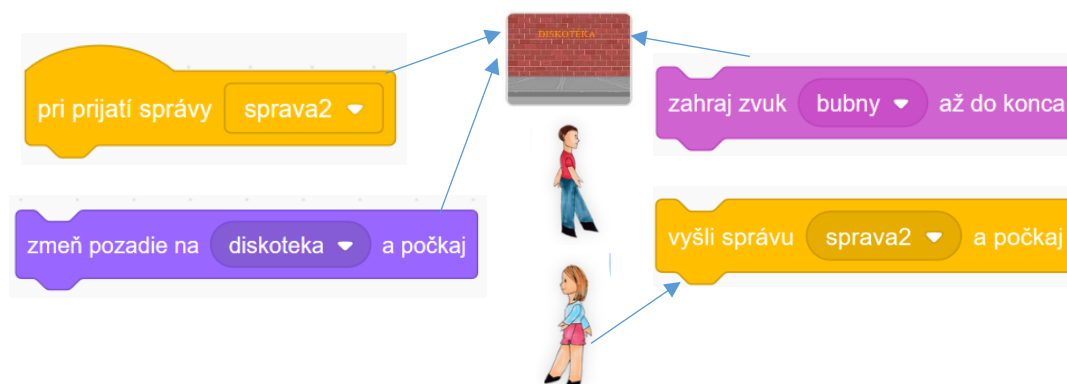 DISKOTÉKA
pri prijatí správy sprava2
zahraj zvuk bubny až do konca
zmeň pozadie na diskoteka a počkaj
vyšli správu sprava2 a počkaj